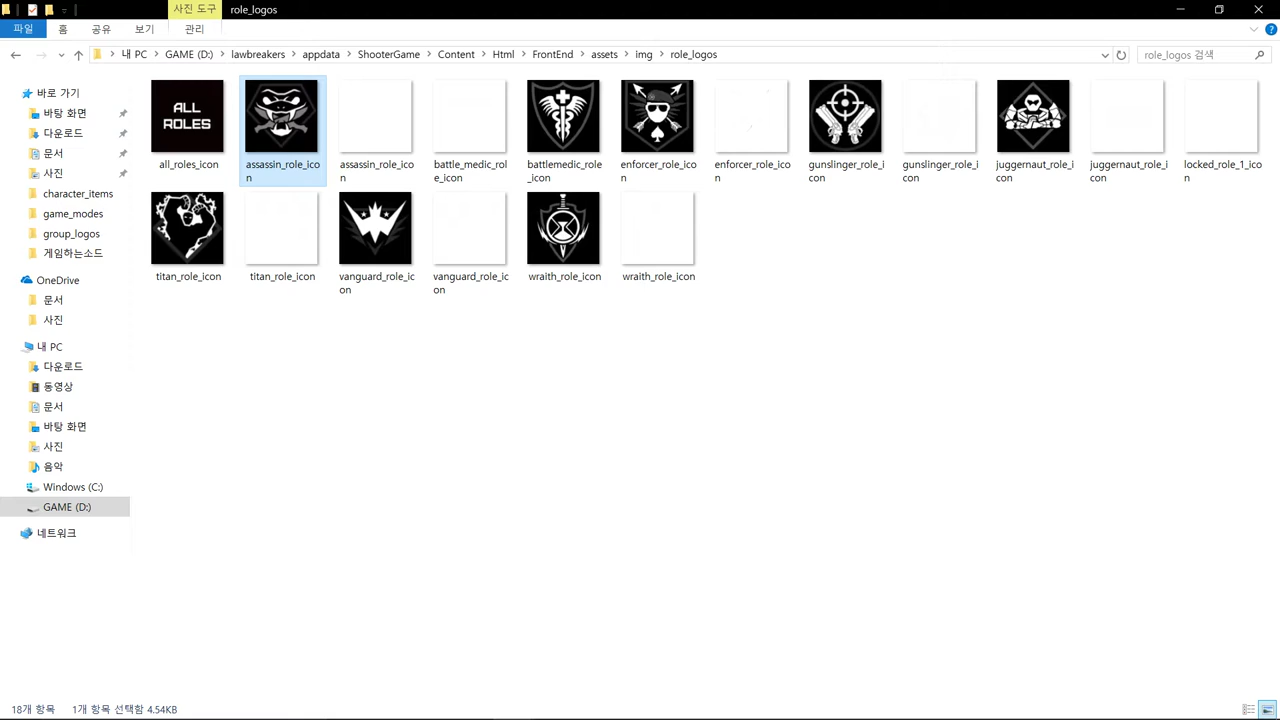 사진 도구 role_logos
파일 홈 공유 보기 관리
내 PC GAME (D:) lawbreakers appdata ShooterGame Content Html FrontEnd assets img role_logos
role_logos 검색
바로 가기
바탕 화면
다운로드
문서
사진
character_items
game_modes
group_logos
게임하는소드
OneDrive
문서
사진
내 PC
다운로드
동영상
문서
바탕 화면
사진
음악
Windows (C:)
GAME (D:)
네트워크
ALL
ROLES
all_roles_icon
assassin_role_ico
n
assassin_role_ico
n
battle_medic_rol
e_icon
battlemedic_role
_icon
enforcer_role_ico
n
enforcer_role_ico
n
gunslinger_role_i
con
gunslinger_role_i
con
juggernaut_role_i
con
juggernaut_role_i
con
locked_role_1_ico
n
titan_role_icon
titan_role_icon
vanguard_role_ic
on
vanguard_role_ic
on
wraith_role_icon
wraith_role_icon
18개 항목 1개 항목 선택함 4.54KB